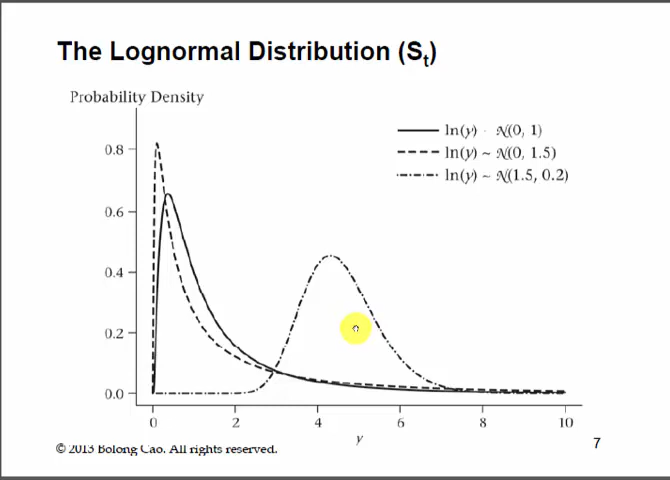 The Lognormal Distribution (St)
Probability Density
ln(y) - N(0, 1)
ln(y) ~ N(0, 1.5)
ln(y) ~ N(1.5, 0.2)
0.8
0.6
0.4
0.2
0.0
0 2 4 6 8 10
y
© 2013 Bolong Cao. All rights reserved.
7